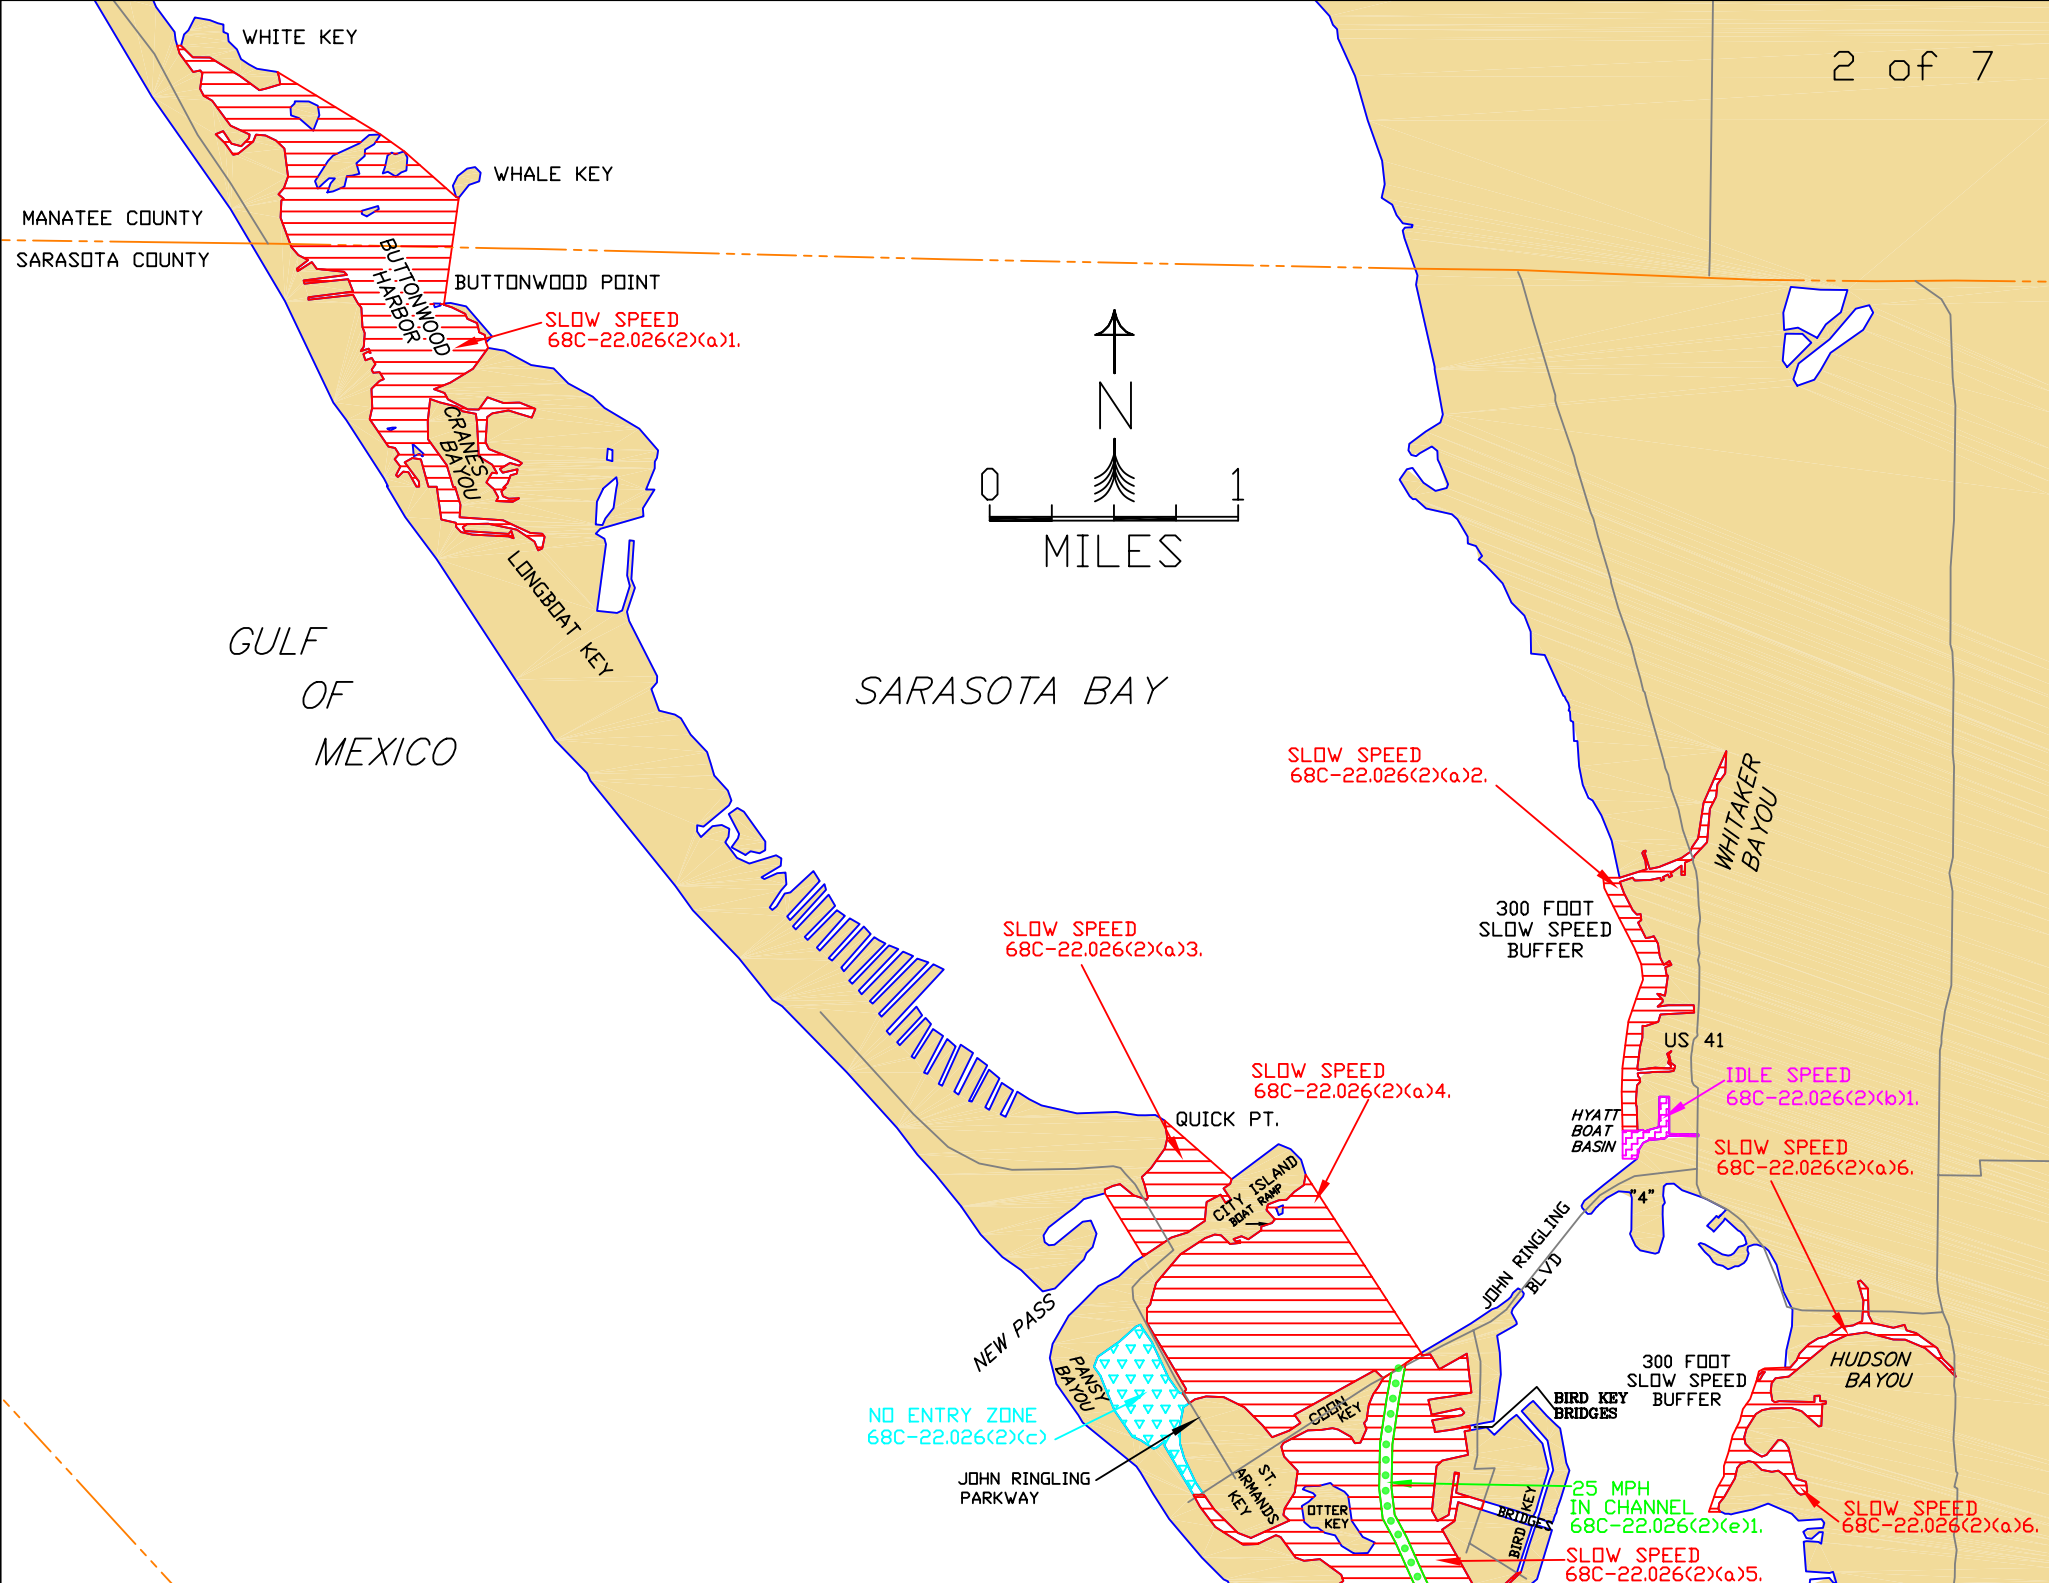 WHITE KEY
2 of 7
WHALE KEY
MANATEE COUNTY
SARASOTA COUNTY
BUTTONWOOD
HARBOR
BUTTONWOOD POINT
SLOW SPEED
68C-22.026(2)(a)1.
CRANES
BAYOU
N
0 1
MILES
LONGBOAT KEY
GULF
OF
MEXICO
SARASOTA BAY
SLOW SPEED
68C-22.026(2)(a)2.
WHITAKER
BAYOU
300 FOOT
SLOW SPEED
BUFFER
SLOW SPEED
68C-22.026(2)(a)3.
US 41
SLOW SPEED
68C-22.026(2)(a)4.
IDLE SPEED
68C-22.026(2)(b)1.
QUICK PT.
HYATT
BOAT
BASIN
SLOW SPEED
68C-22.026(2)(a)6.
CITY ISLAND
BOAT RAMP
"4"
JOHN RINGLING
BLVD
NEW PASS
PANSY
BAYOU
300 FOOT
SLOW SPEED
BUFFER
HUDSON
BAYOU
BIRD KEY
BRIDGES
COON
KEY
NO ENTRY ZONE
68C-22.026(2)(c)
JOHN RINGLING
PARKWAY
ST.
ARMANDS
KEY
OTTER
KEY
25 MPH
IN CHANNEL
68C-22.026(2)(e)1.
BRIDGES
BIRD KEY
SLOW SPEED
68C-22.026(2)(a)6.
SLOW SPEED
68C-22.026(2)(a)5.